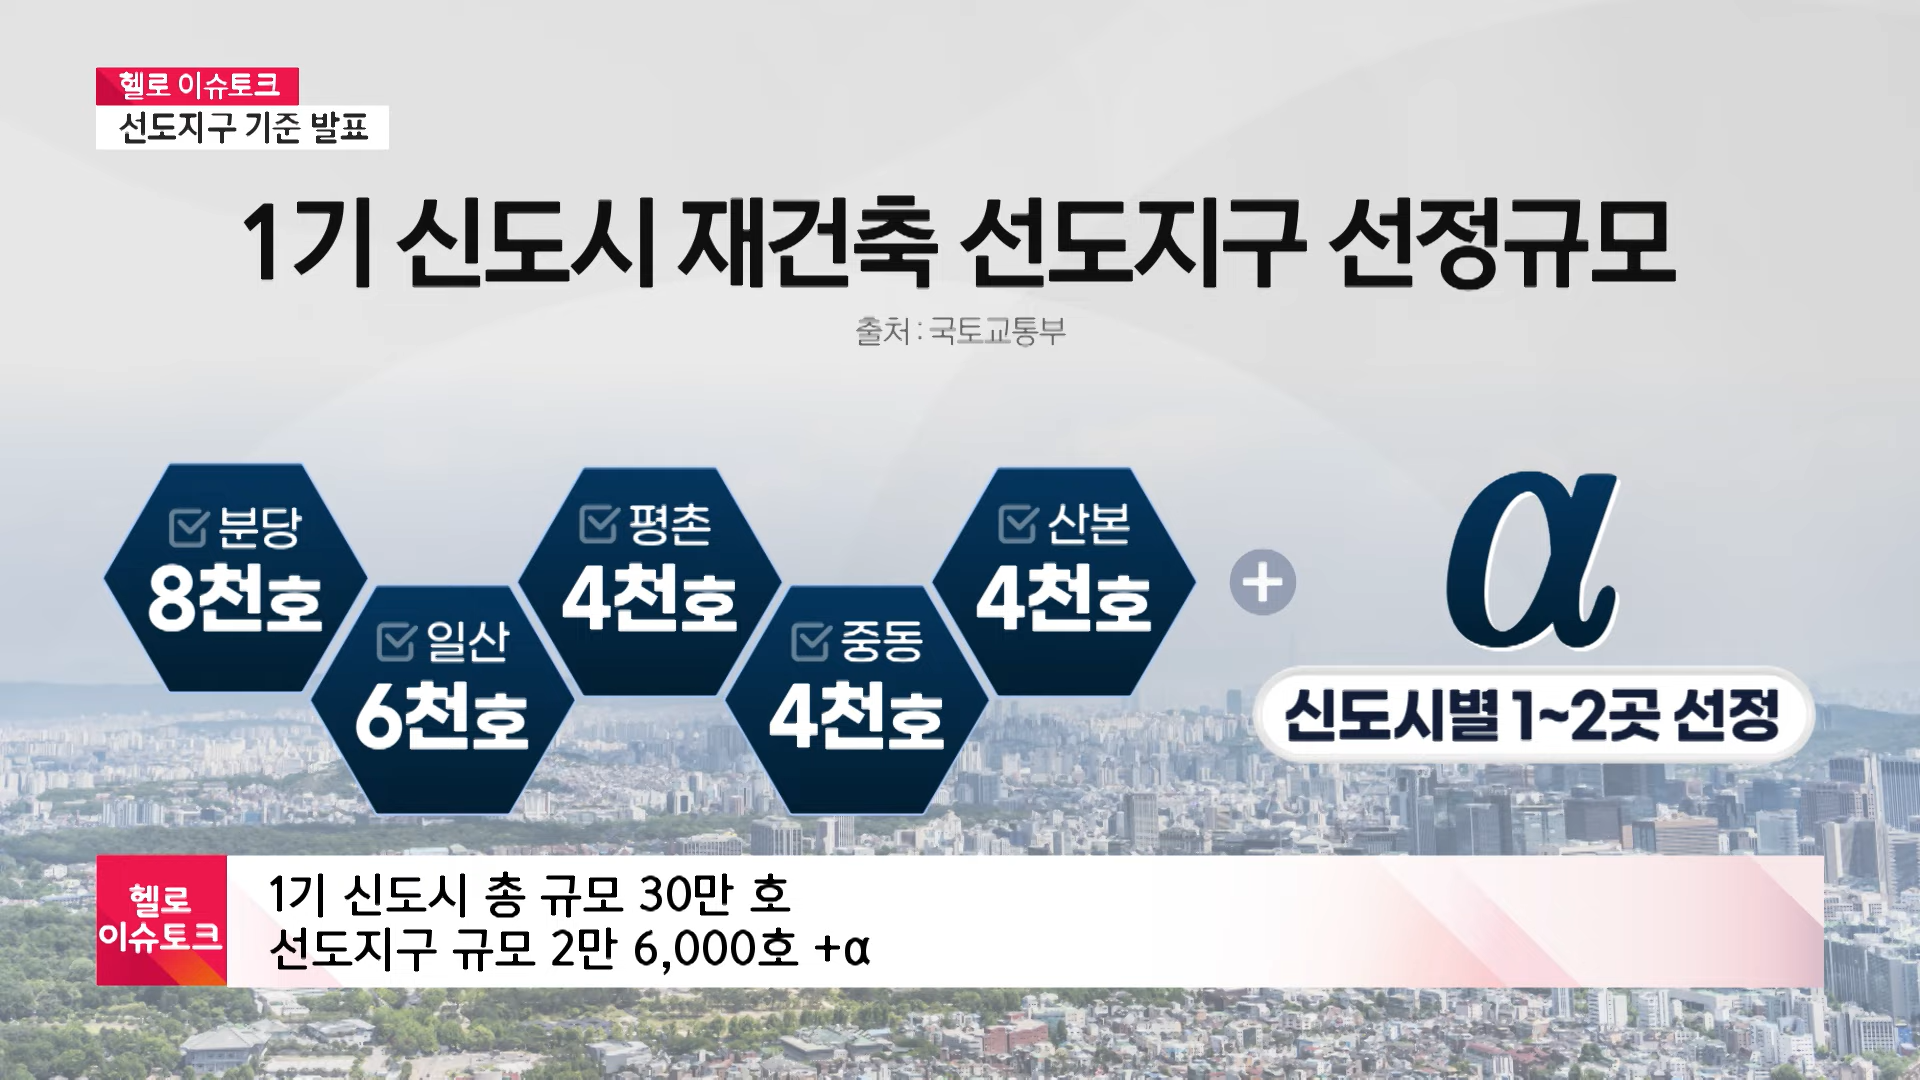 헬로 이슈토크
선도지구 기준 발표
1기 신도시 재건축 선도지구 선정규모
출처 : 국토교통부
분당
8천호
일산
6천호
평촌
4천호
중동
4천호
산본
4천호
+
α
신도시별 1~2곳 선정
헬로
이슈토크
1기 신도시 총 규모 30만 호
선도지구 규모 2만 6,000호 +α